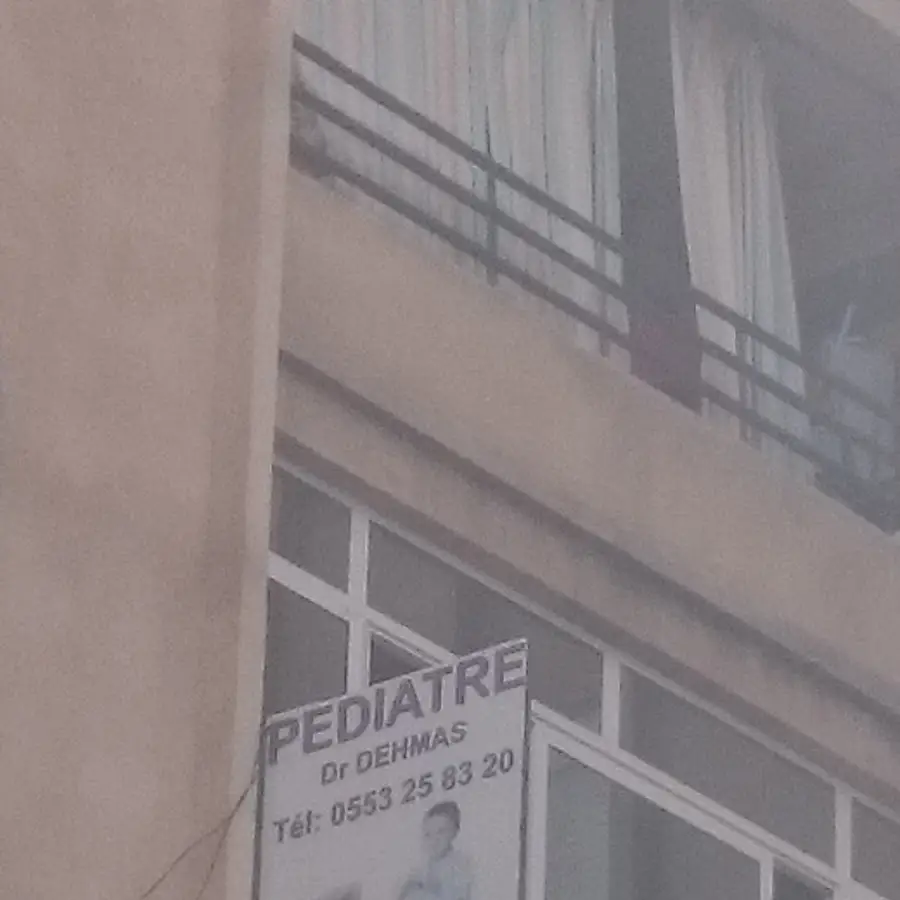 PEDIATRE
Dr DEHMAS
Tél: 0553 25 83 20